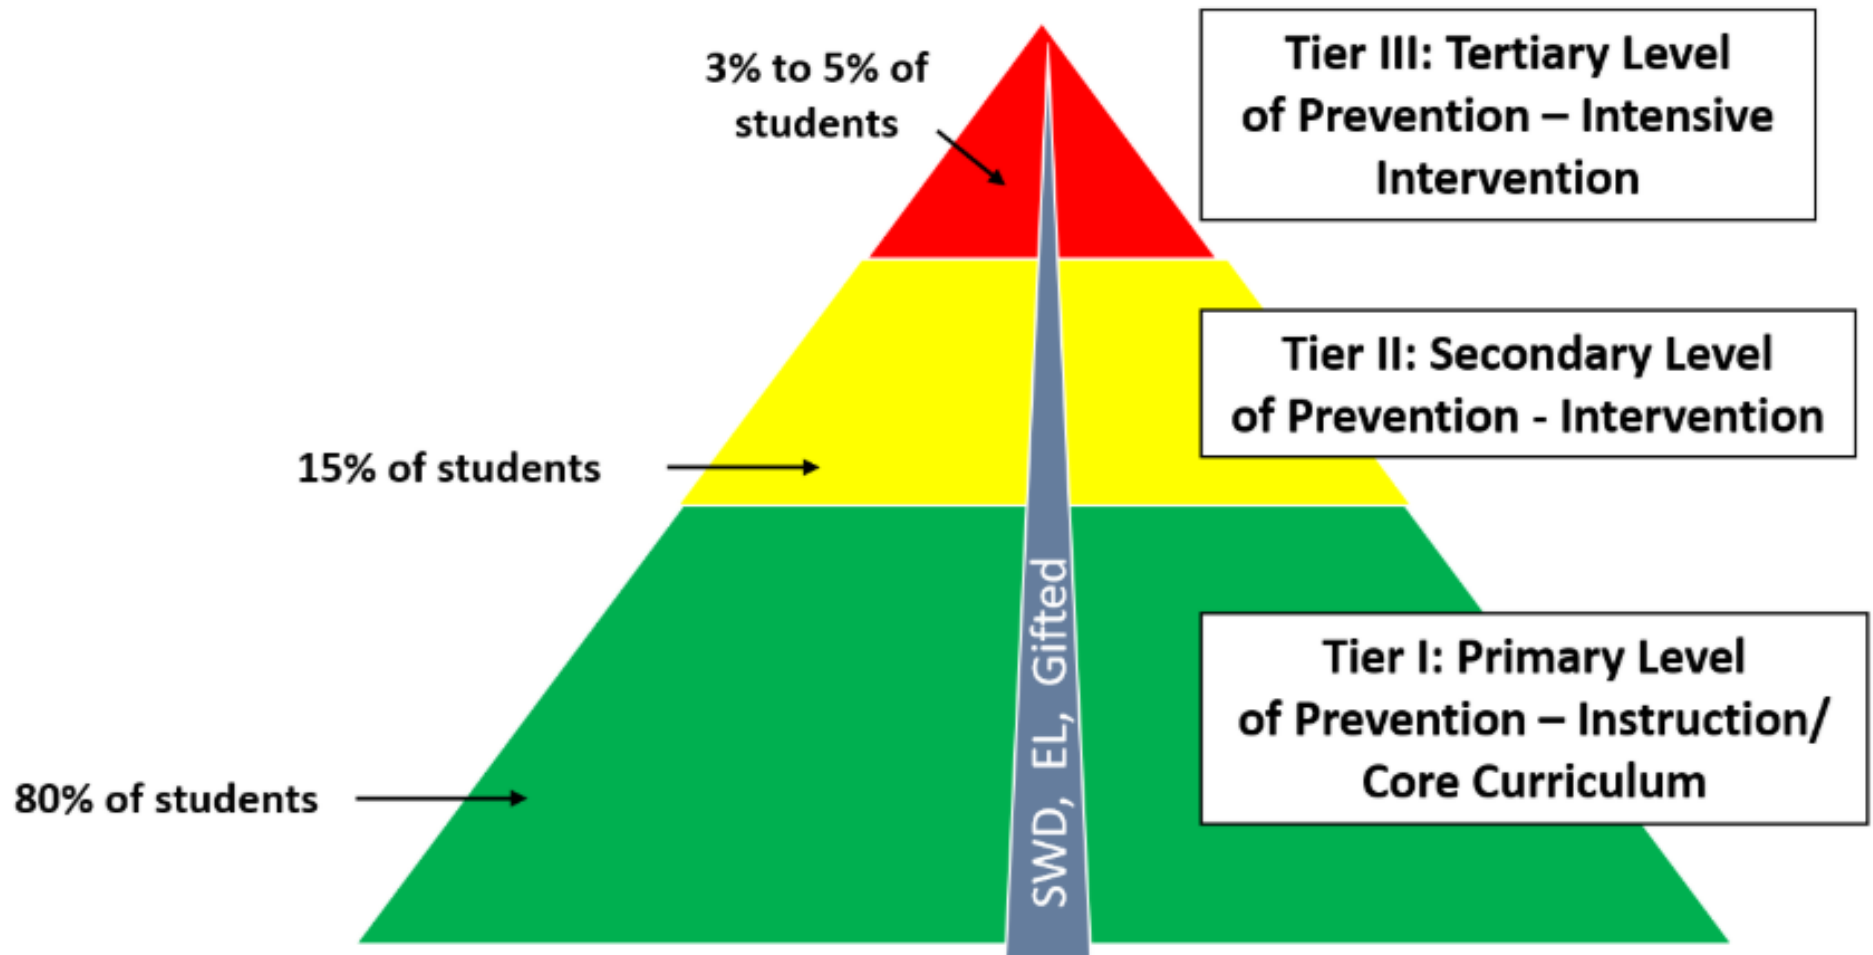 3% to 5% of
students
Tier III: Tertiary Level
of Prevention – Intensive
Intervention
Tier II: Secondary Level
of Prevention - Intervention
15% of students
Tier I: Primary Level
of Prevention – Instruction/
Core Curriculum
80% of students
SWD, EL, Gifted